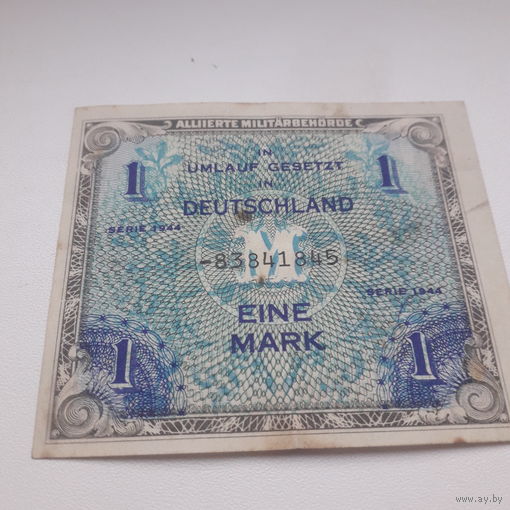 ALLIIERTE MILITÄRBEHÖRDE
1 IN 1
UMLAUF GESETZT
IN
DEUTSCHLAND
SERIE 1944
M
-83841845
SERIE 1944
EINE
MARK
1 1
www.ay.by